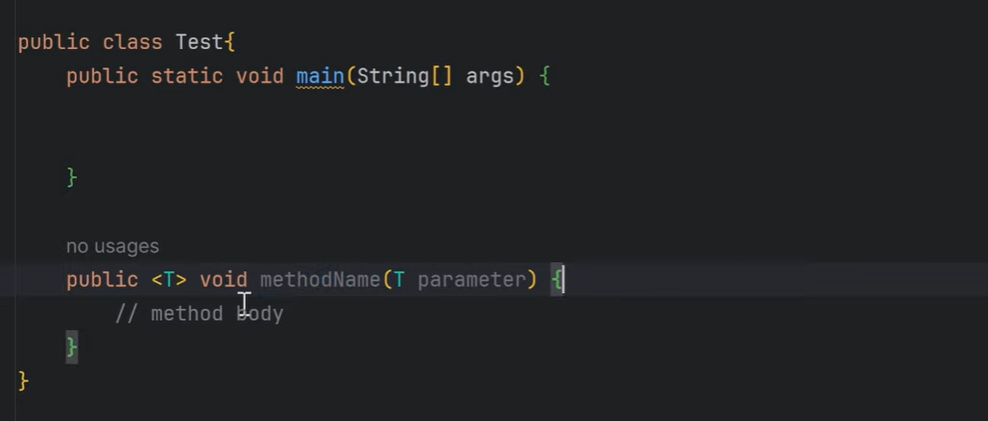 public class Test{
public static void main(String[] args) {
}
no usages
public <T> void methodName(T parameter) {
// method body
}
}